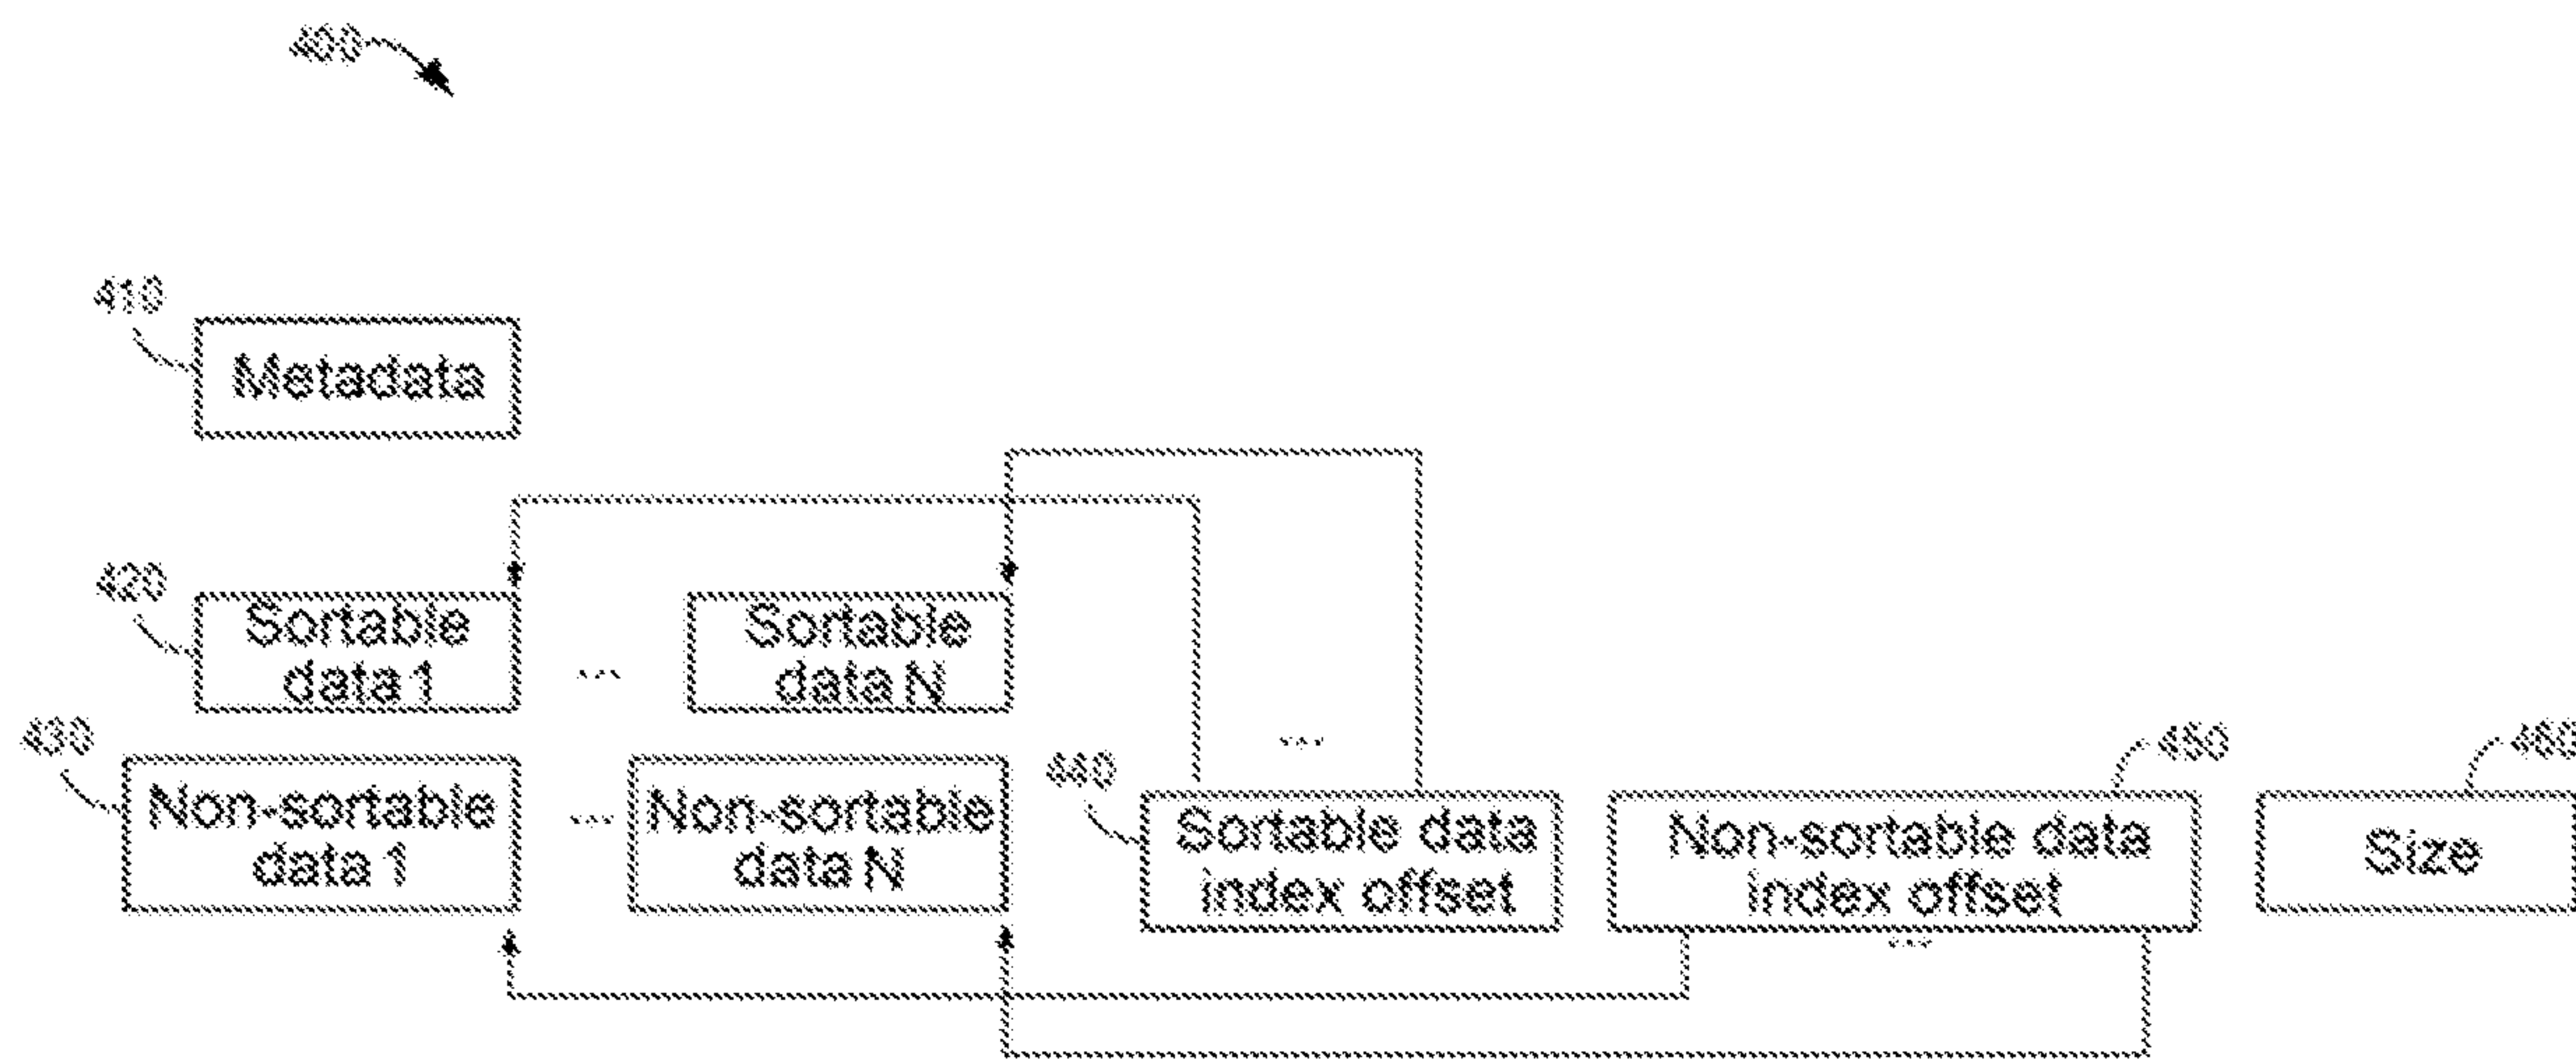 400
410
Metadata
420
Sortable
data 1
...
Sortable
data N
430
Non-sortable
data 1
...
Non-sortable
data N
...
440
Sortable data
index offset
450
Non-sortable data
index offset
...
460
Size